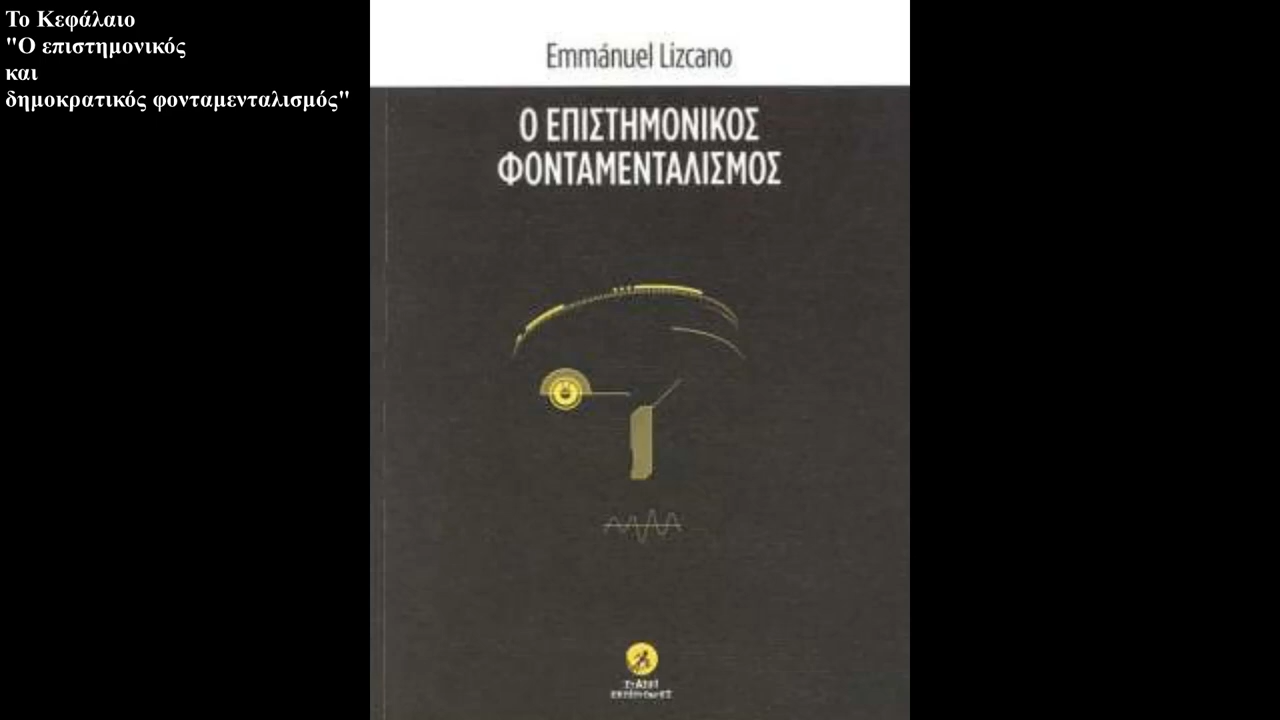 Το Κεφάλαιο
"Ο επιστημονικός
και
δημοκρατικός φονταμενταλισμός"
Emmánuel Lizcano
Ο ΕΠΙΣΤΗΜΟΝΙΚΟΣ
ΦΟΝΤΑΜΕΝΤΑΛΙΣΜΟΣ